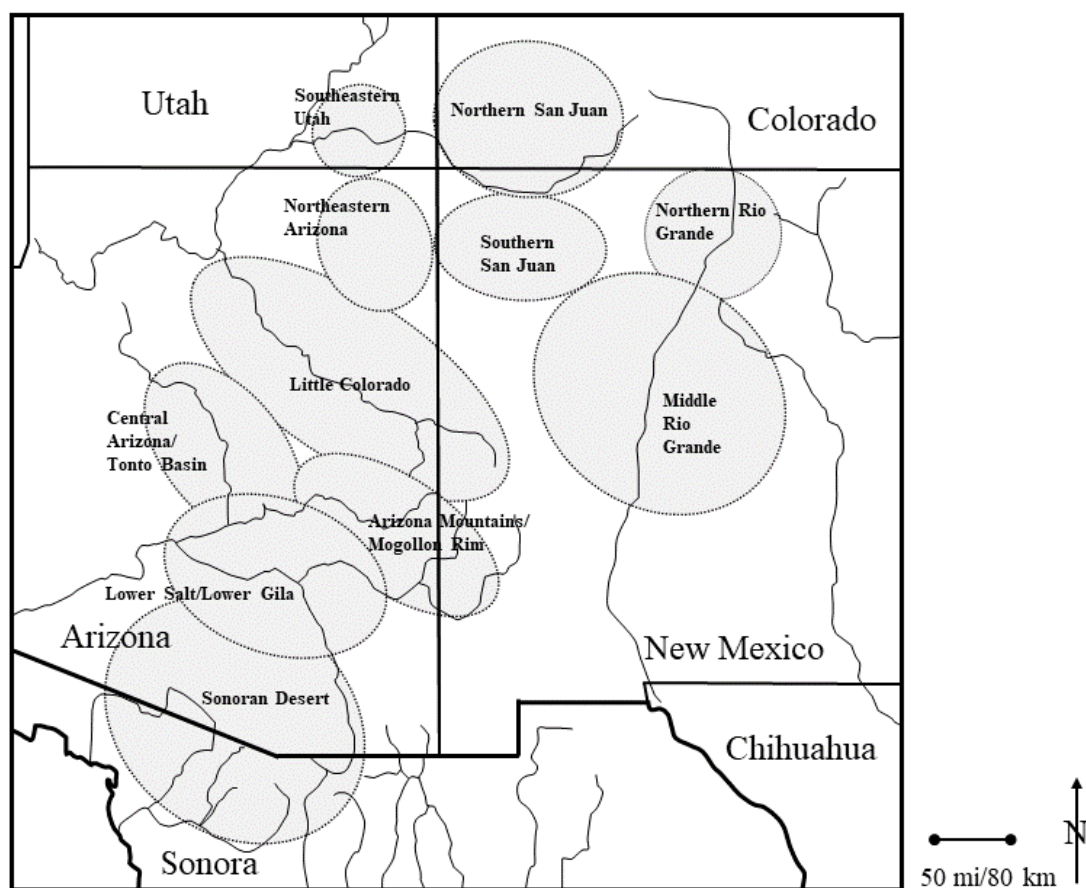 Utah
Southeastern
Utah
Northern San Juan
Colorado
Northeastern
Arizona
Southern
San Juan
Northern Rio
Grande
Little Colorado
Central
Arizona/
Tonto Basin
Middle
Rio
Grande
Arizona Mountains/
Mogollon Rim
Lower Salt/Lower Gila
Arizona
New Mexico
Sonoran Desert
Chihuahua
Sonora
N
50 mi/80 km